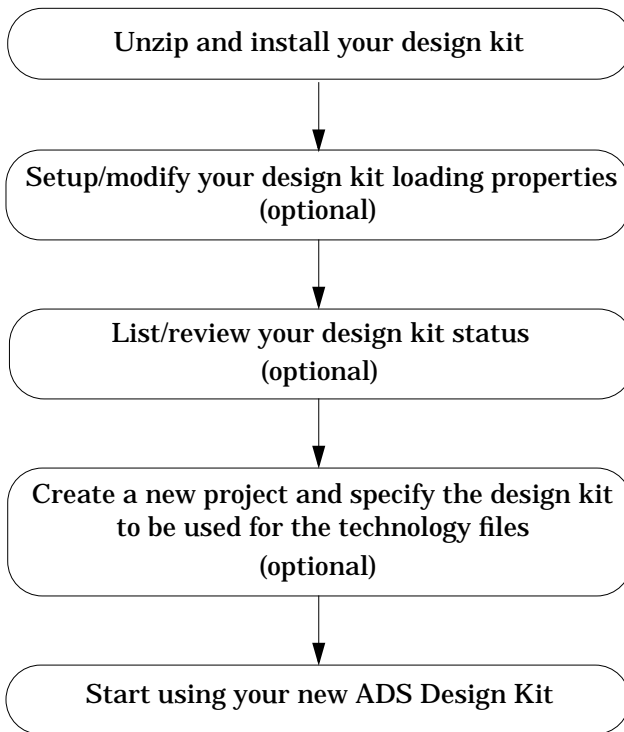 Unzip and install your design kit
Setup/modify your design kit loading properties
(optional)
List/review your design kit status
(optional)
Create a new project and specify the design kit
to be used for the technology files
(optional)
Start using your new ADS Design Kit